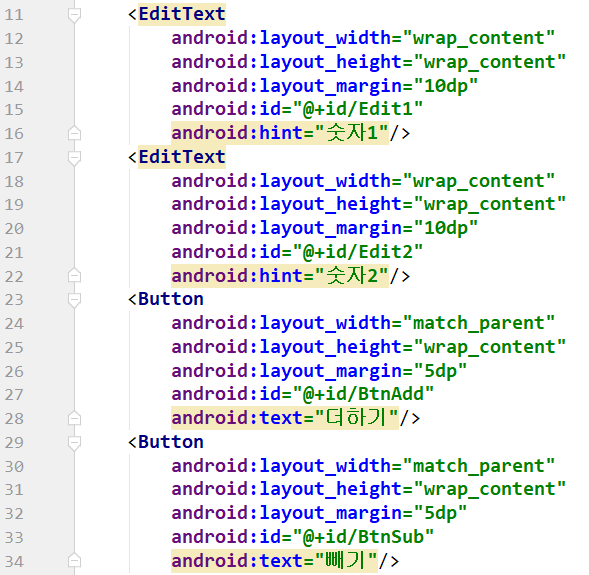 11 <EditText
12 android:layout_width="wrap_content"
13 android:layout_height="wrap_content"
14 android:layout_margin="10dp"
15 android:id="@+id/Edit1"
16 android:hint="숫자1"/>
17 <EditText
18 android:layout_width="wrap_content"
19 android:layout_height="wrap_content"
20 android:layout_margin="10dp"
21 android:id="@+id/Edit2"
22 android:hint="숫자2"/>
23 <Button
24 android:layout_width="match_parent"
25 android:layout_height="wrap_content"
26 android:layout_margin="5dp"
27 android:id="@+id/BtnAdd"
28 android:text="더하기"/>
29 <Button
30 android:layout_width="match_parent"
31 android:layout_height="wrap_content"
32 android:layout_margin="5dp"
33 android:id="@+id/BtnSub"
34 android:text="빼기"/>